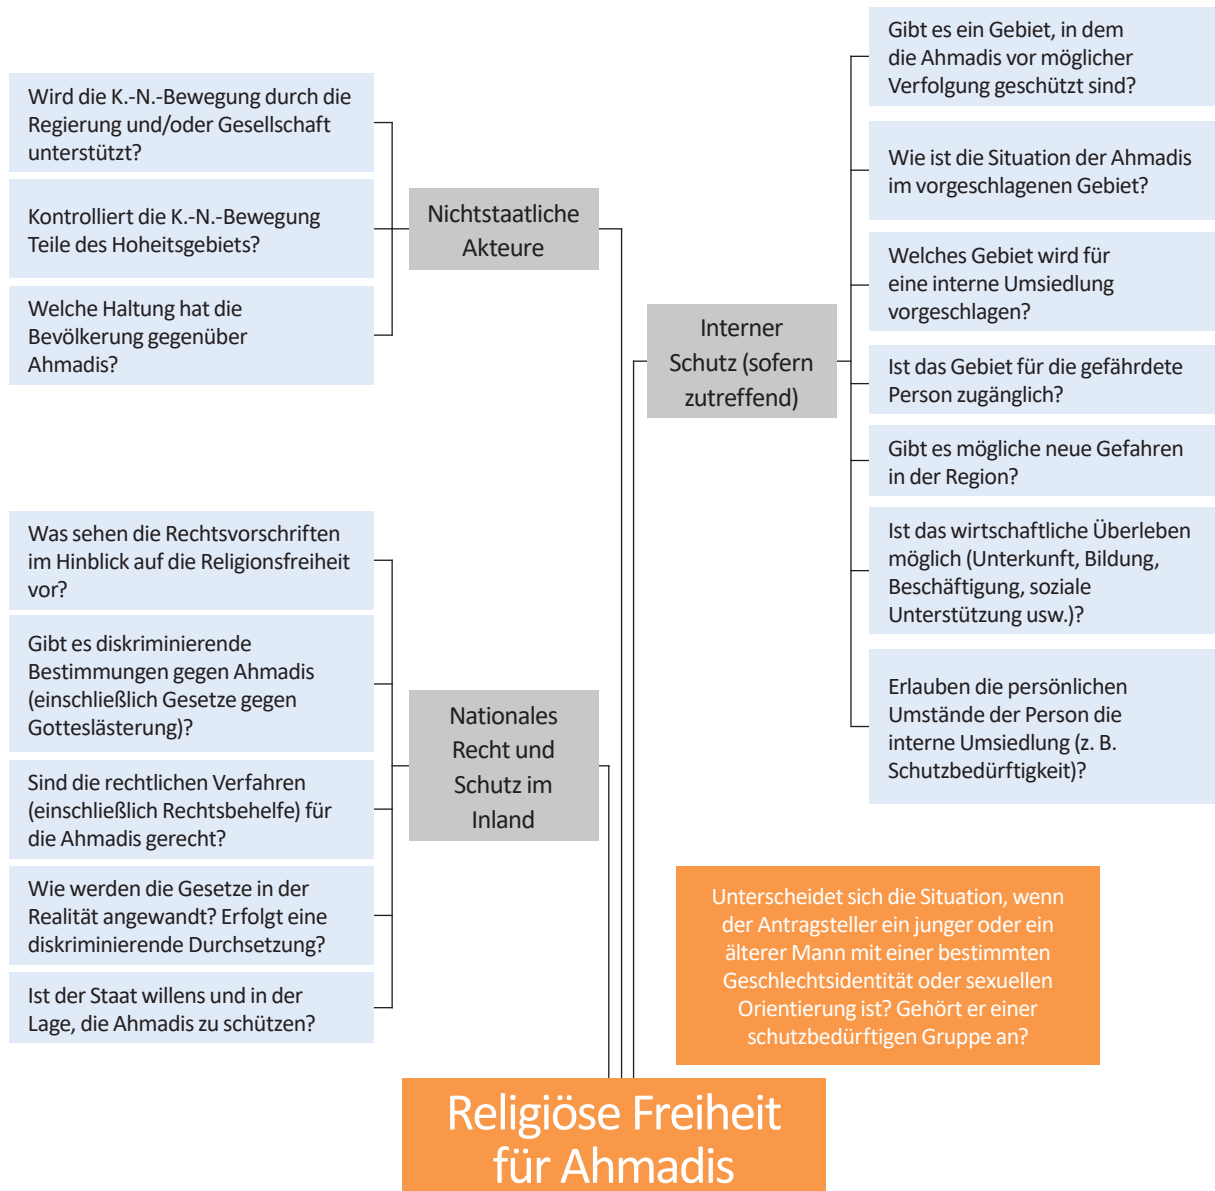 Wird die K.-N.-Bewegung durch die
Regierung und/oder Gesellschaft
unterstützt?
Kontrolliert die K.-N.-Bewegung
Teile des Hoheitsgebiets?
Welche Haltung hat die
Bevölkerung gegenüber
Ahmadis?
Nichtstaatliche
Akteure
Gibt es ein Gebiet, in dem
die Ahmadis vor möglicher
Verfolgung geschützt sind?
Wie ist die Situation der Ahmadis
im vorgeschlagenen Gebiet?
Welches Gebiet wird für
eine interne Umsiedlung
vorgeschlagen?
Ist das Gebiet für die gefährdete
Person zugänglich?
Gibt es mögliche neue Gefahren
in der Region?
Ist das wirtschaftliche Überleben
möglich (Unterkunft, Bildung,
Beschäftigung, soziale
Unterstützung usw.)?
Erlauben die persönlichen
Umstände der Person die
interne Umsiedlung (z. B.
Schutzbedürftigkeit)?
Interner
Schutz (sofern
zutreffend)
Was sehen die Rechtsvorschriften
im Hinblick auf die Religionsfreiheit
vor?
Gibt es diskriminierende
Bestimmungen gegen Ahmadis
(einschließlich Gesetze gegen
Gotteslästerung)?
Sind die rechtlichen Verfahren
(einschließlich Rechtsbehelfe) für
die Ahmadis gerecht?
Wie werden die Gesetze in der
Realität angewandt? Erfolgt eine
diskriminierende Durchsetzung?
Ist der Staat willens und in der
Lage, die Ahmadis zu schützen?
Nationales
Recht und
Schutz im
Inland
Unterscheidet sich die Situation, wenn
der Antragsteller ein junger oder ein
älterer Mann mit einer bestimmten
Geschlechtsidentität oder sexuellen
Orientierung ist? Gehört er einer
schutzbedürftigen Gruppe an?
Religiöse Freiheit
für Ahmadis